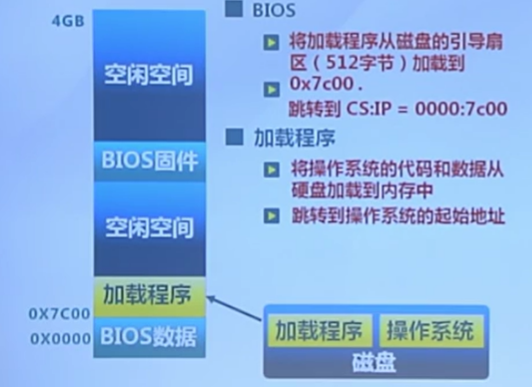 4GB
空闲空间
BIOS固件
空闲空间
加载程序
0X7C00
0X0000
BIOS数据
BIOS
将加载程序从磁盘的引导扇
区（512字节）加载到
0x7c00 .
跳转到 CS:IP = 0000:7c00
加载程序
将操作系统的代码和数据从
硬盘加载到内存中
跳转到操作系统的起始地址
加载程序
操作系统
磁盘